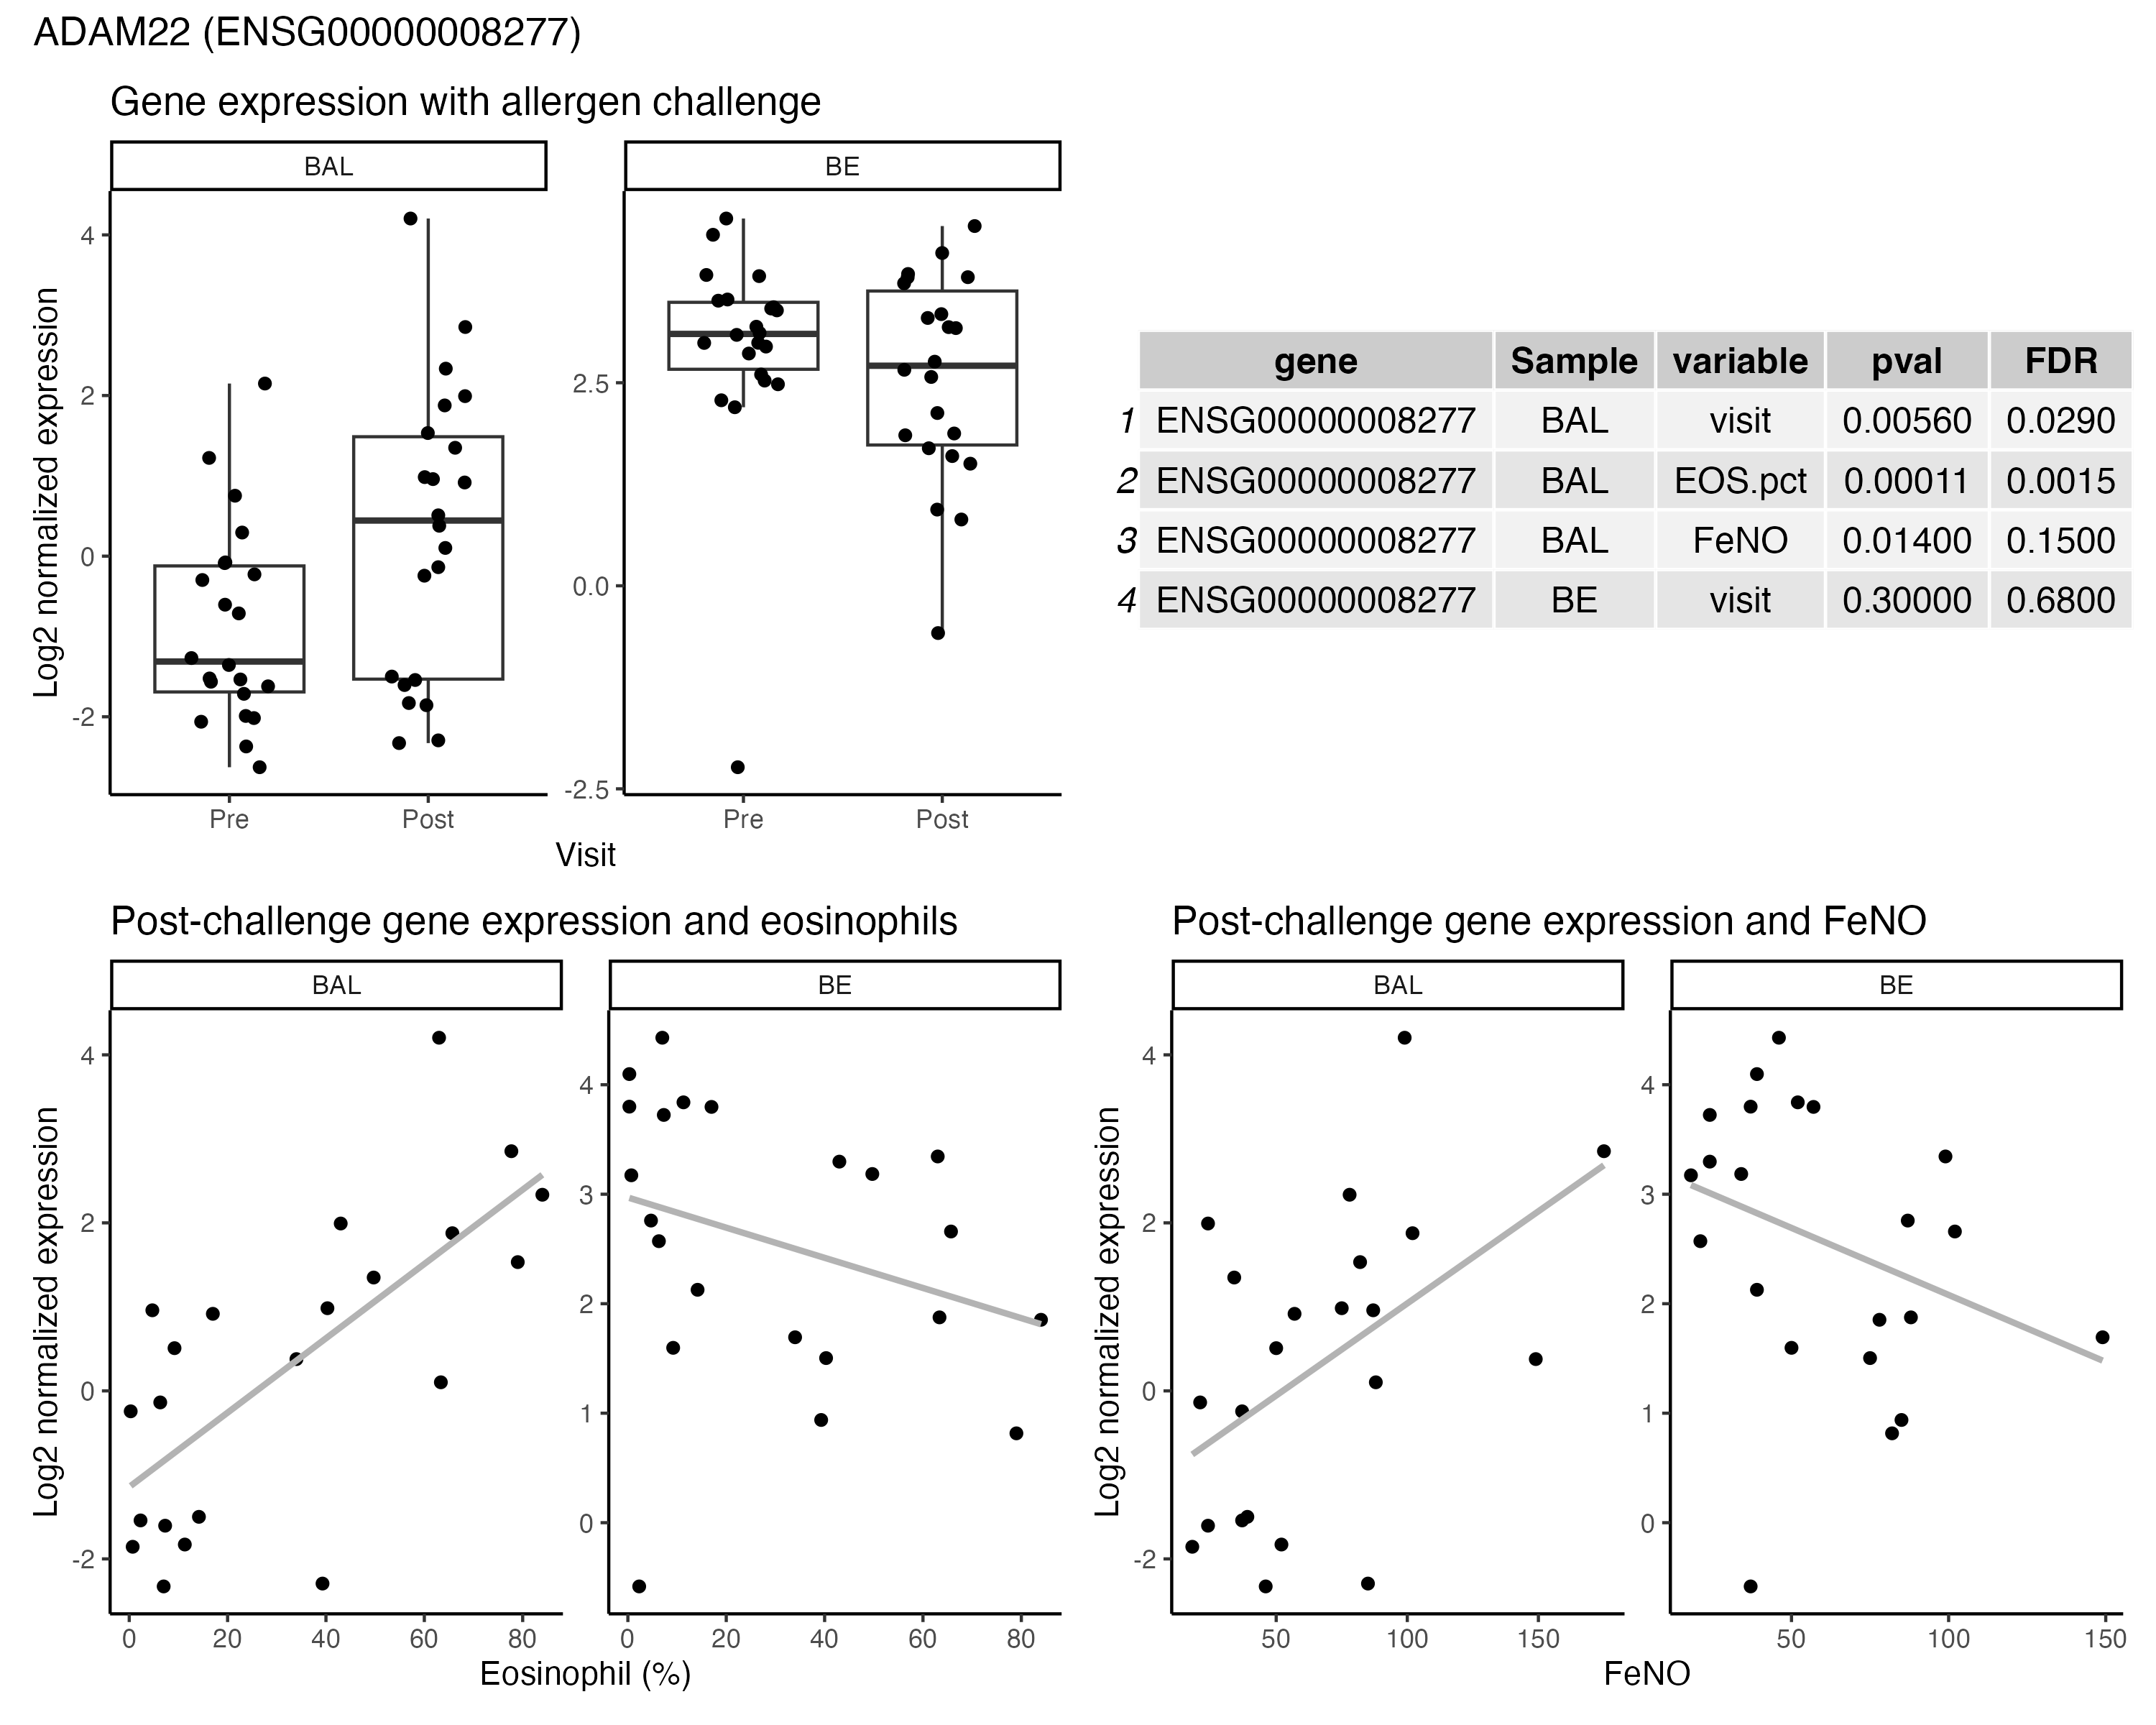 ADAM22 (ENSG00000008277)
Gene expression with allergen challenge
BAL
BE
Log2 normalized expression
4
2
0
-2
2.5
0.0
-2.5
Pre
Post
Pre
Post
Visit
gene Sample variable pval FDR
1 ENSG00000008277 BAL visit 0.00560 0.0290
2 ENSG00000008277 BAL EOS.pct 0.00011 0.0015
3 ENSG00000008277 BAL FeNO 0.01400 0.1500
4 ENSG00000008277 BE visit 0.30000 0.6800
Post-challenge gene expression and eosinophils
BAL
BE
Log2 normalized expression
4
2
0
-2
4
3
2
1
0
0 20 40 60 80
0 20 40 60 80
Eosinophil (%)
Post-challenge gene expression and FeNO
BAL
BE
Log2 normalized expression
4
2
0
-2
4
3
2
1
0
50 100 150
50 100 150
FeNO